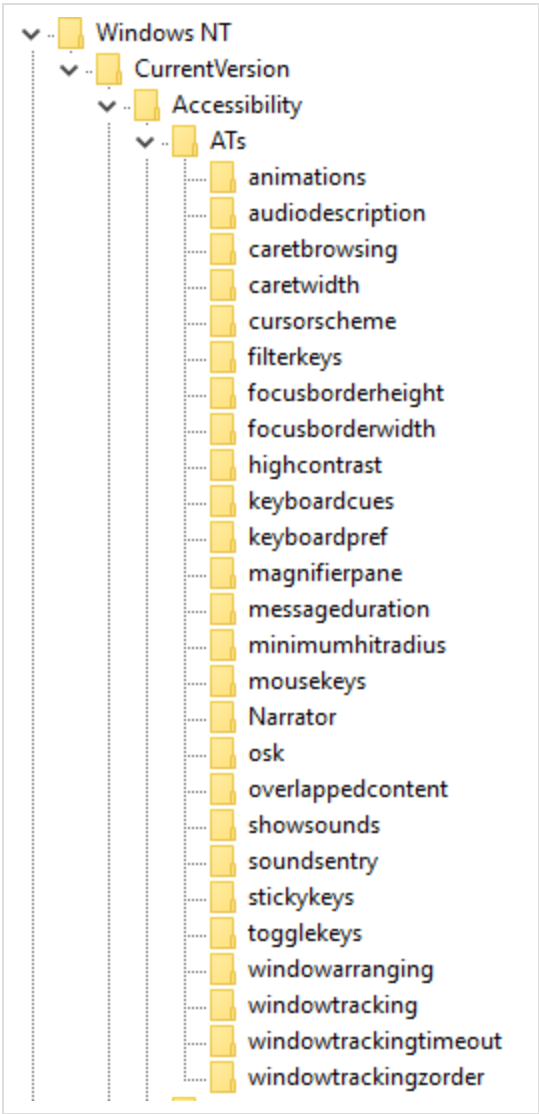 Windows NT
CurrentVersion
Accessibility
ATs
animations
audiodescription
caretbrowsing
caretwidth
cursorscheme
filterkeys
focusborderheight
focusborderwidth
highcontrast
keyboardcues
keyboardpref
magnifierpane
messageduration
minimumhitradius
mousekeys
Narrator
osk
overlappedcontent
showsounds
soundsentry
stickykeys
togglekeys
windowarranging
windowtracking
windowtrackingtimeout
windowtrackingzorder